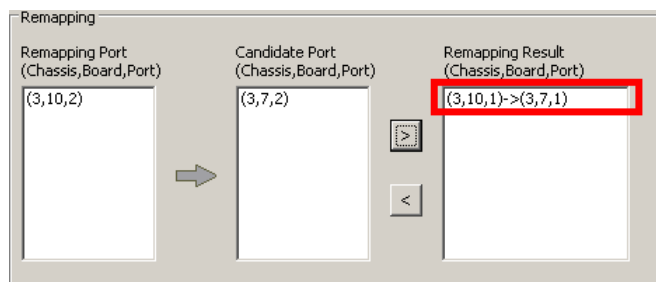 Remapping
Remapping Port
(Chassis,Board,Port)
(3,10,2)
Candidate Port
(Chassis,Board,Port)
(3,7,2)
>
<
Remapping Result
(Chassis,Board,Port)
(3,10,1)->(3,7,1)